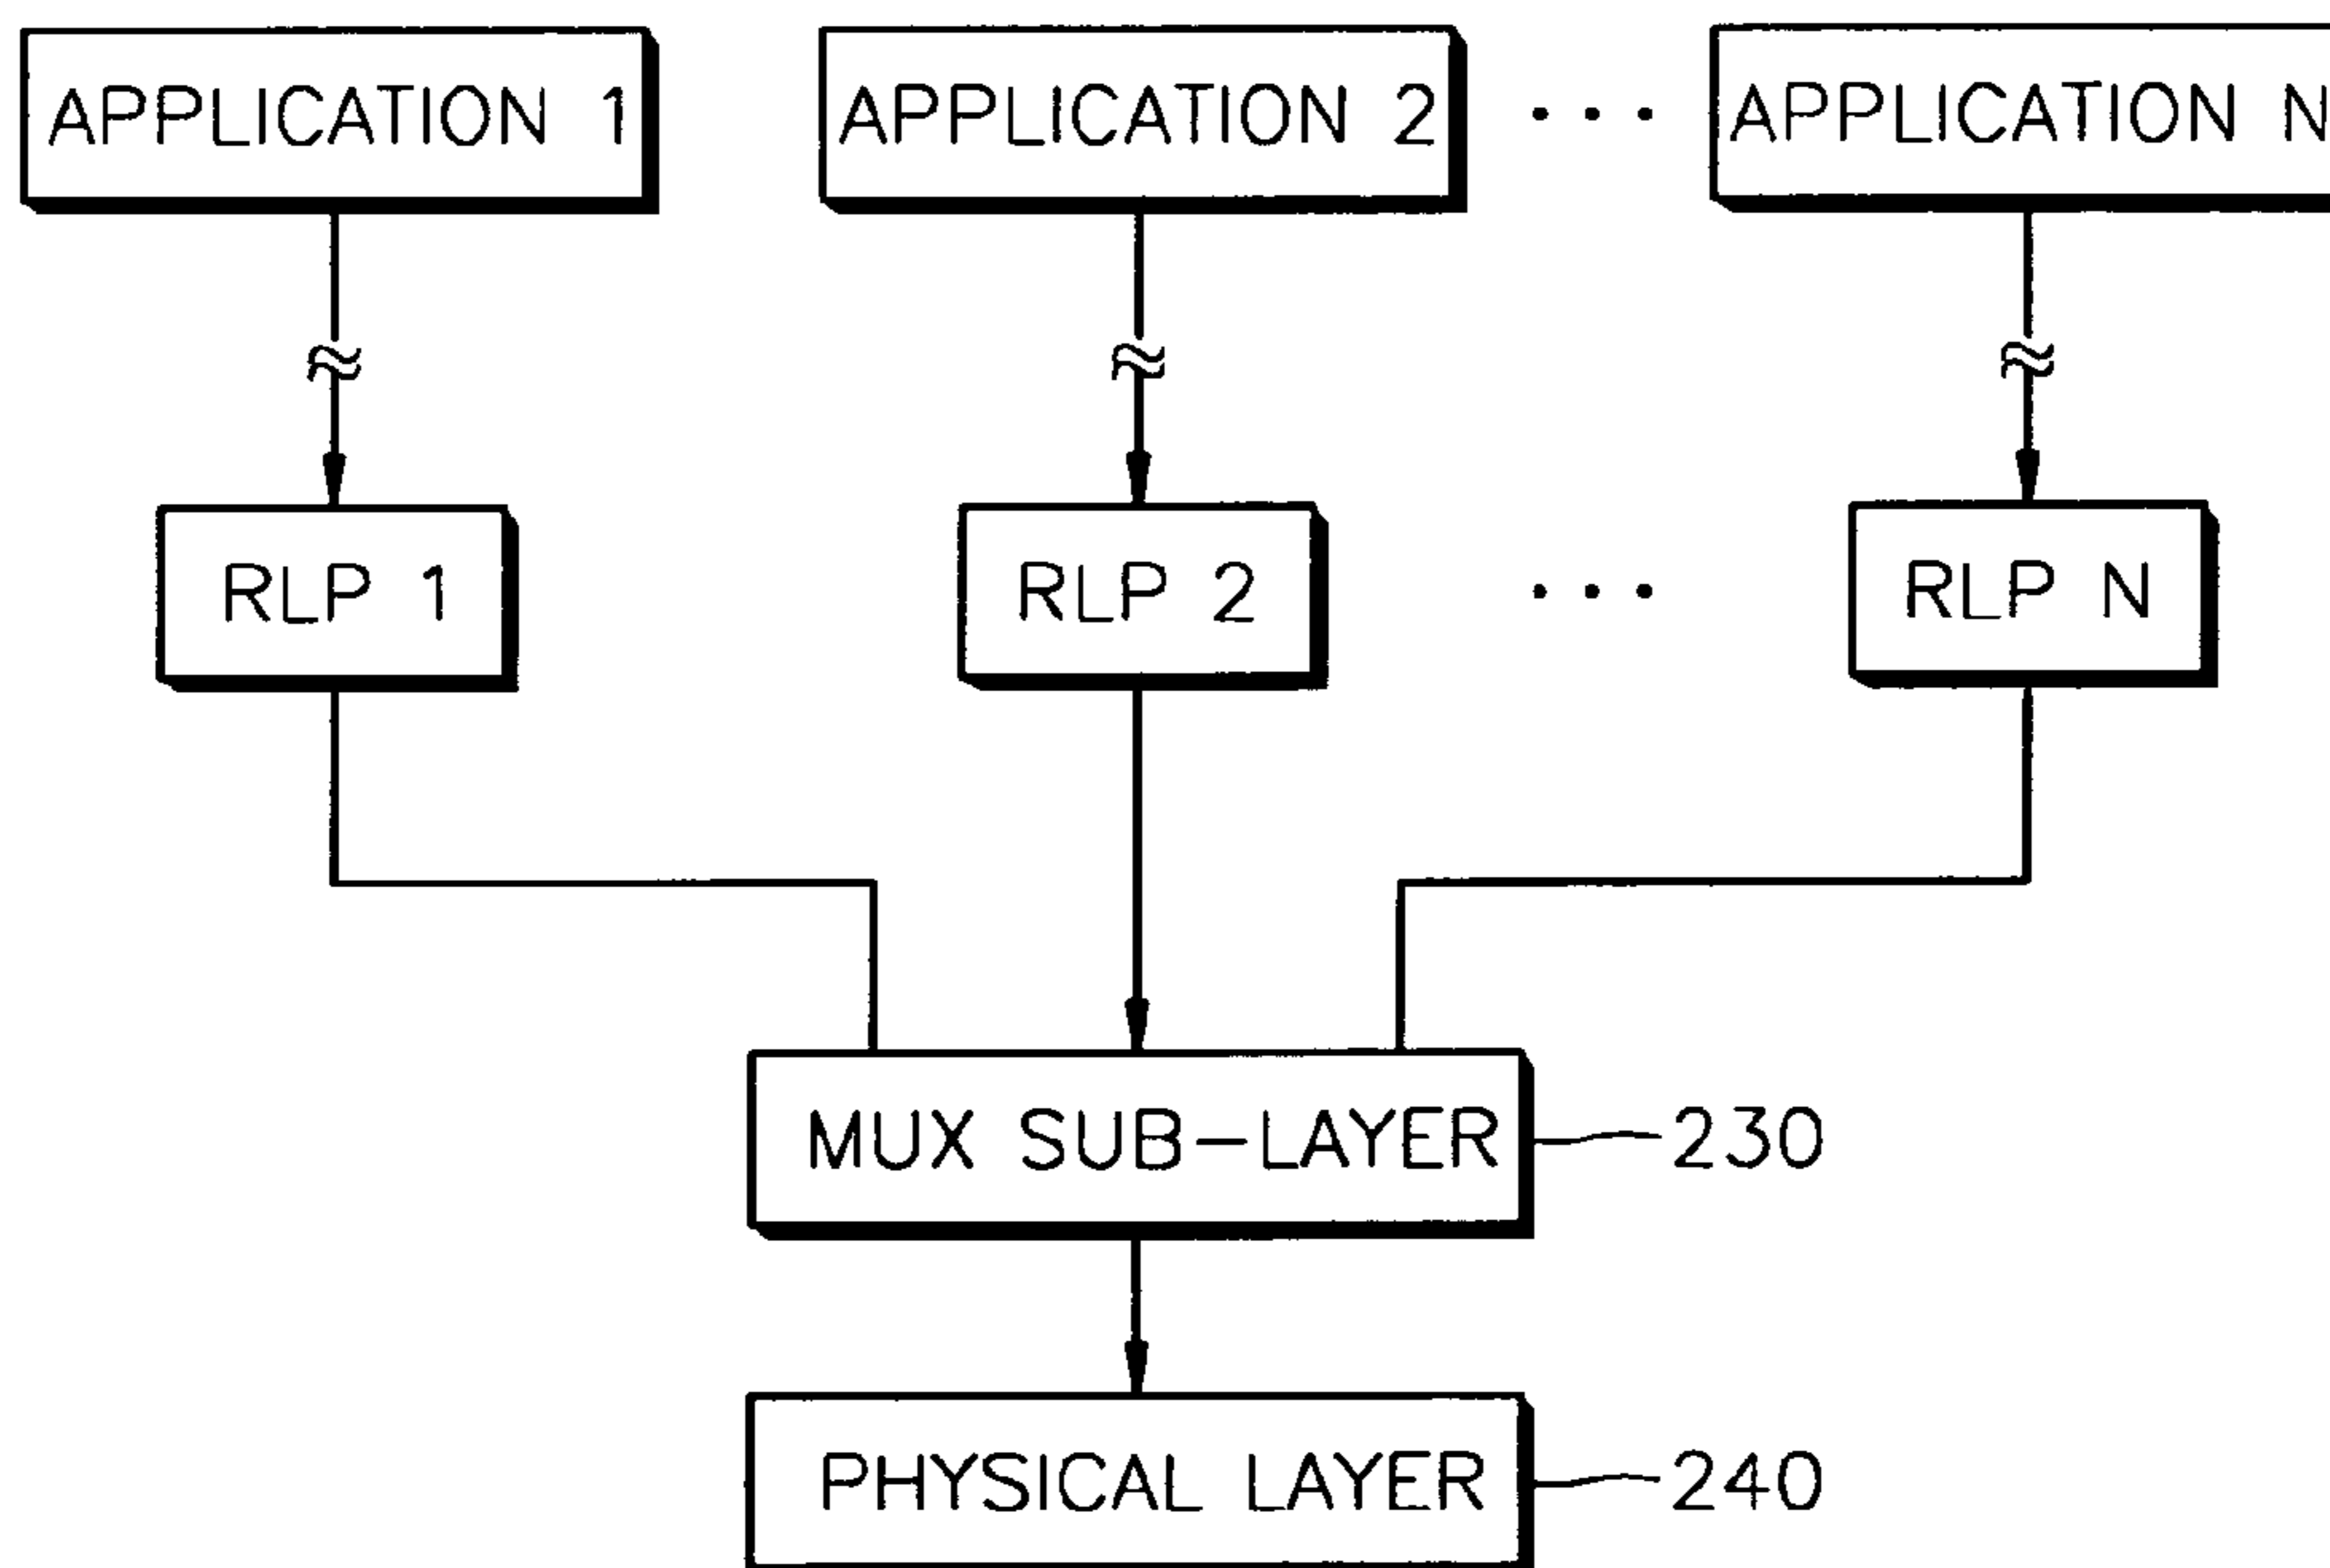 APPLICATION 1
APPLICATION 2
...
APPLICATION N
RLP 1
RLP 2
...
RLP N
MUX SUB-LAYER
230
PHYSICAL LAYER
240